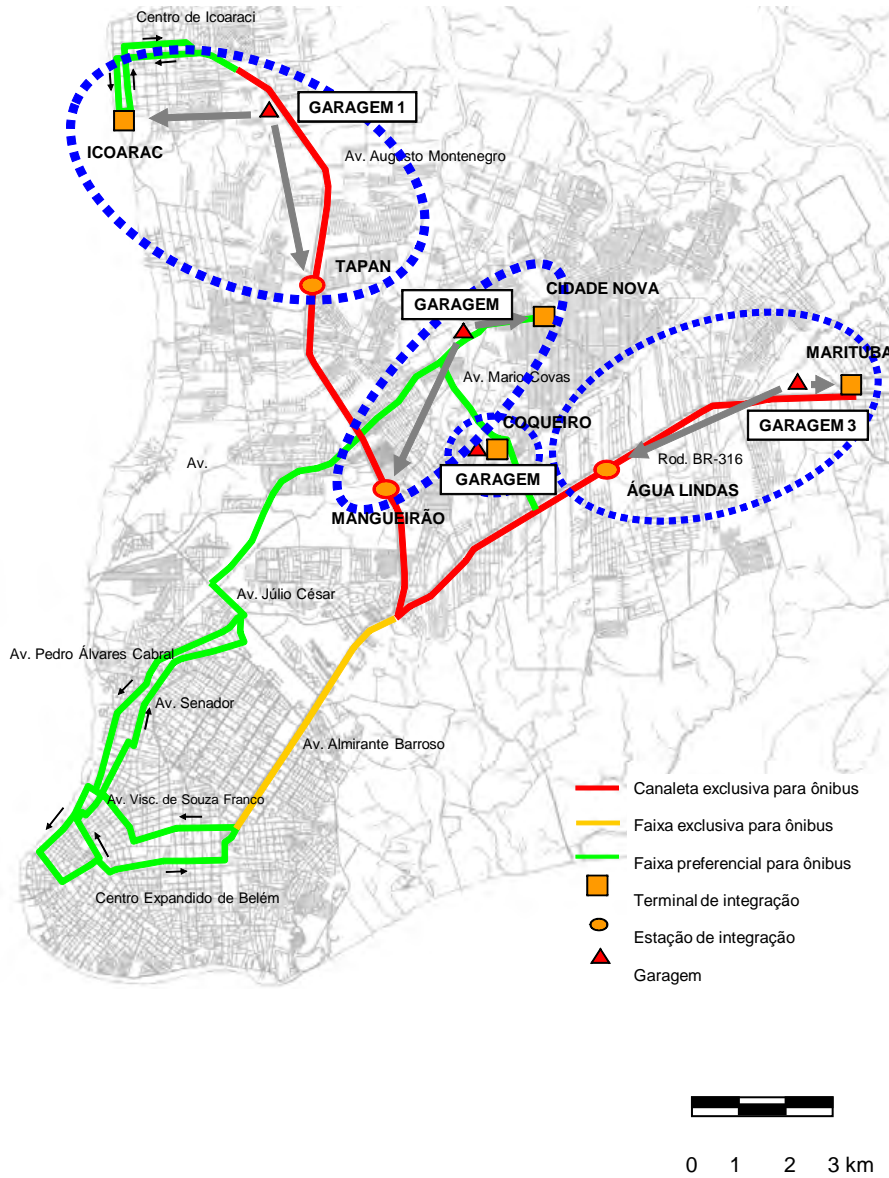 Centro de Icoaraci
GARAGEM 1
ICOARAC
Av. Augusto Montenegro
TAPAN
CIDADE NOVA
GARAGEM
MARITUBA
Av. Mario Covas
COQUEIRO
GARAGEM 3
Av.
Rod. BR-316
GARAGEM
ÁGUA LINDAS
MANGUEIRÃO
Av. Júlio César
Av. Pedro Álvares Cabral
Av. Senador
Av. Almirante Barroso
Av. Visc. de Souza Franco
Centro Expandido de Belém
Canaleta exclusiva para ônibus
Faixa exclusiva para ônibus
Faixa preferencial para ônibus
Terminal de integração
Estação de integração
Garagem
0 1 2 3 km